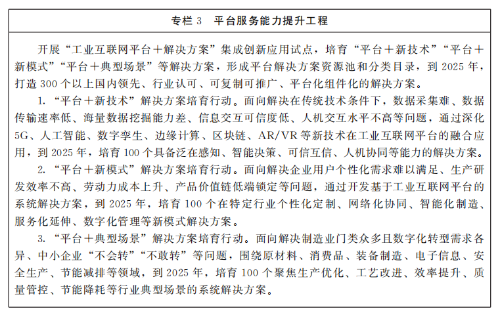 专栏 3　平台服务能力提升工程
开展“工业互联网平台＋解决方案”集成创新应用试点，培育“平台＋新技术”“平台＋
新模式”“平台＋典型场景”等解决方案，形成平台解决方案资源池和分类目录，到 2025 年，
打造 300 个以上国内领先、行业认可、可复制可推广、平台化组件化的解决方案。
1. “平台＋新技术”解决方案培育行动。面向解决在传统技术条件下，数据采集难、数据
传输速率低、海量数据挖掘能力差、信息交互可信度低、人机交互水平不高等问题，通过深化
5G、人工智能、数字孪生、边缘计算、区块链、AR/VR 等新技术在工业互联网平台的融合应
用，到 2025 年，培育 100 个具备泛在感知、智能决策、可信互信、人机协同等能力的解决方案。
2. “平台＋新模式”解决方案培育行动。面向解决企业用户个性化需求难以满足、生产研
发效率不高、劳动力成本上升、产品价值链低端锁定等问题，通过开发基于工业互联网平台的
系统解决方案，到 2025 年，培育 100 个在特定行业个性化定制、网络化协同、智能化制造、
服务化延伸、数字化管理等新模式解决方案。
3. “平台＋典型场景”解决方案培育行动。面向解决制造业门类众多且数字化转型需求各
异、中小企业“不会转”“不敢转”等问题，围绕原材料、消费品、装备制造、电子信息、安
全生产、节能减排等领域，到 2025 年，培育 100 个聚焦生产优化、工艺改进、效率提升、质
量管控、节能降耗等行业典型场景的系统解决方案。